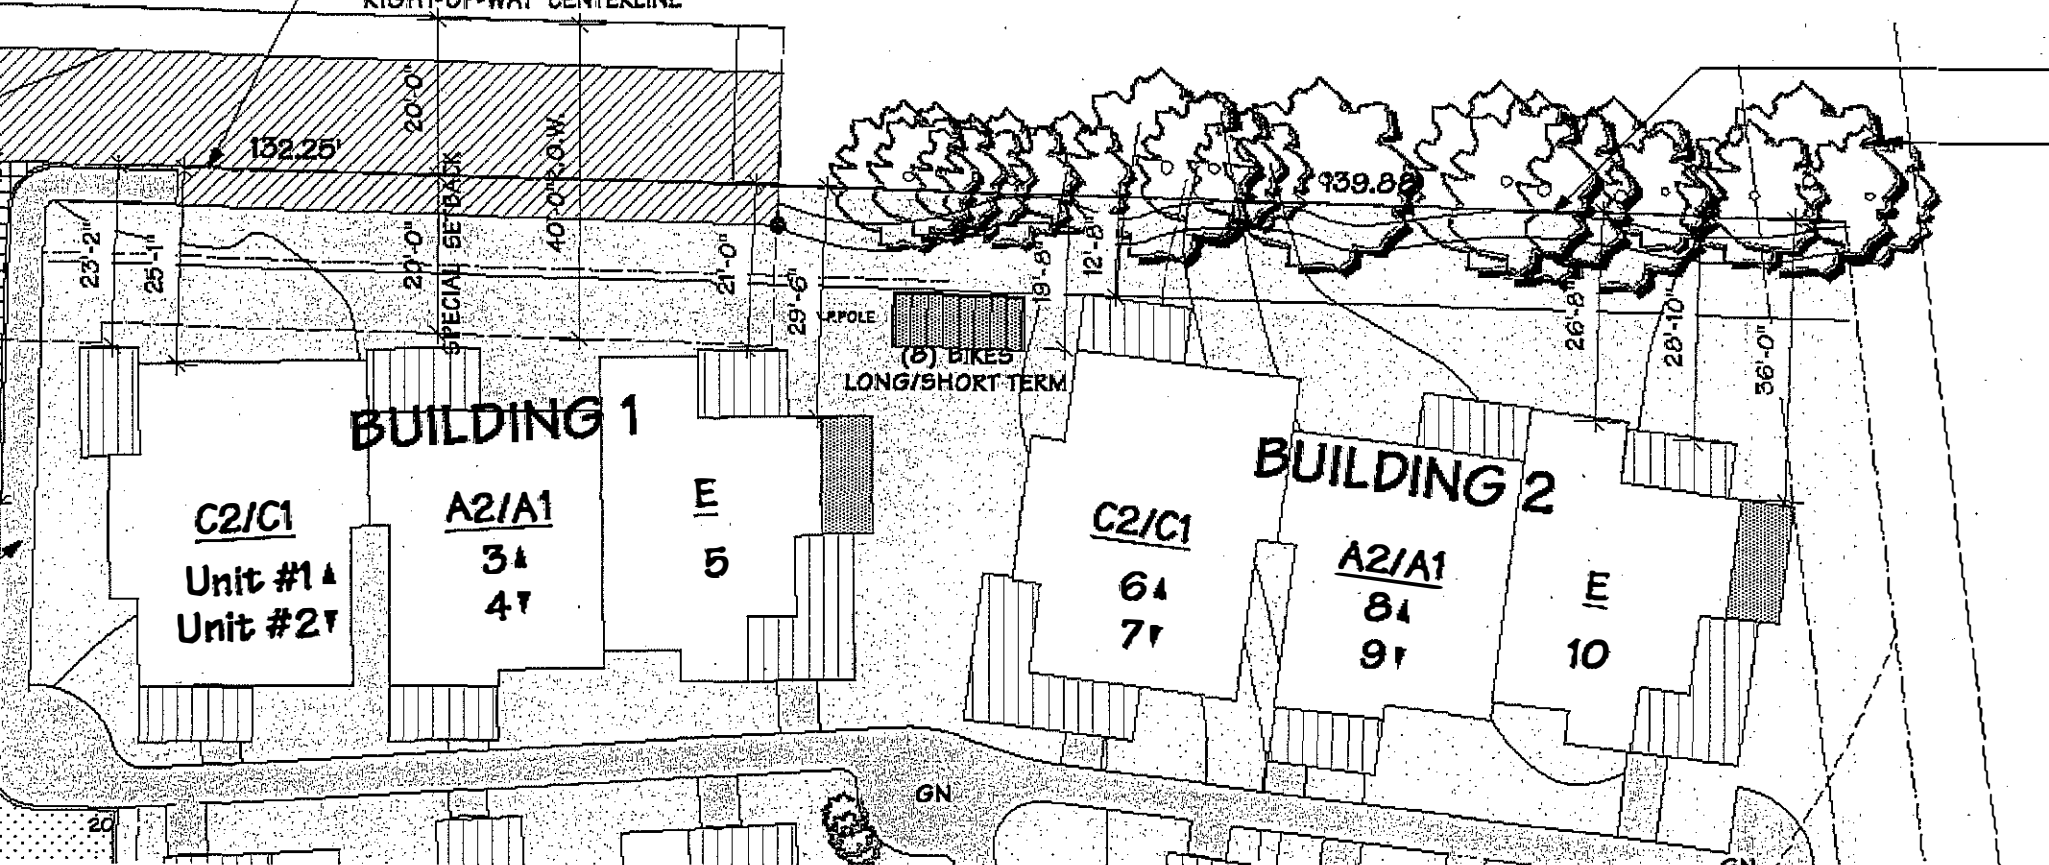 RIGHT-OF-WAY CENTERLINE
20'-0"
132.25'
40'-0" R.O.W.
SPECIAL SETBACK
23'-2"
25'-1"
20'-0"
21'-0"
29'-6"
P.POLE
(8) BIKES
LONG/SHORT TERM
19'-8"
12'-8"
26'-8"
28'-10"
36'-0"
BUILDING 1
C2/C1
Unit #1
Unit #2
A2/A1
3
4
E
5
BUILDING 2
C2/C1
6
7
A2/A1
8
9
E
10
GN
20
GN